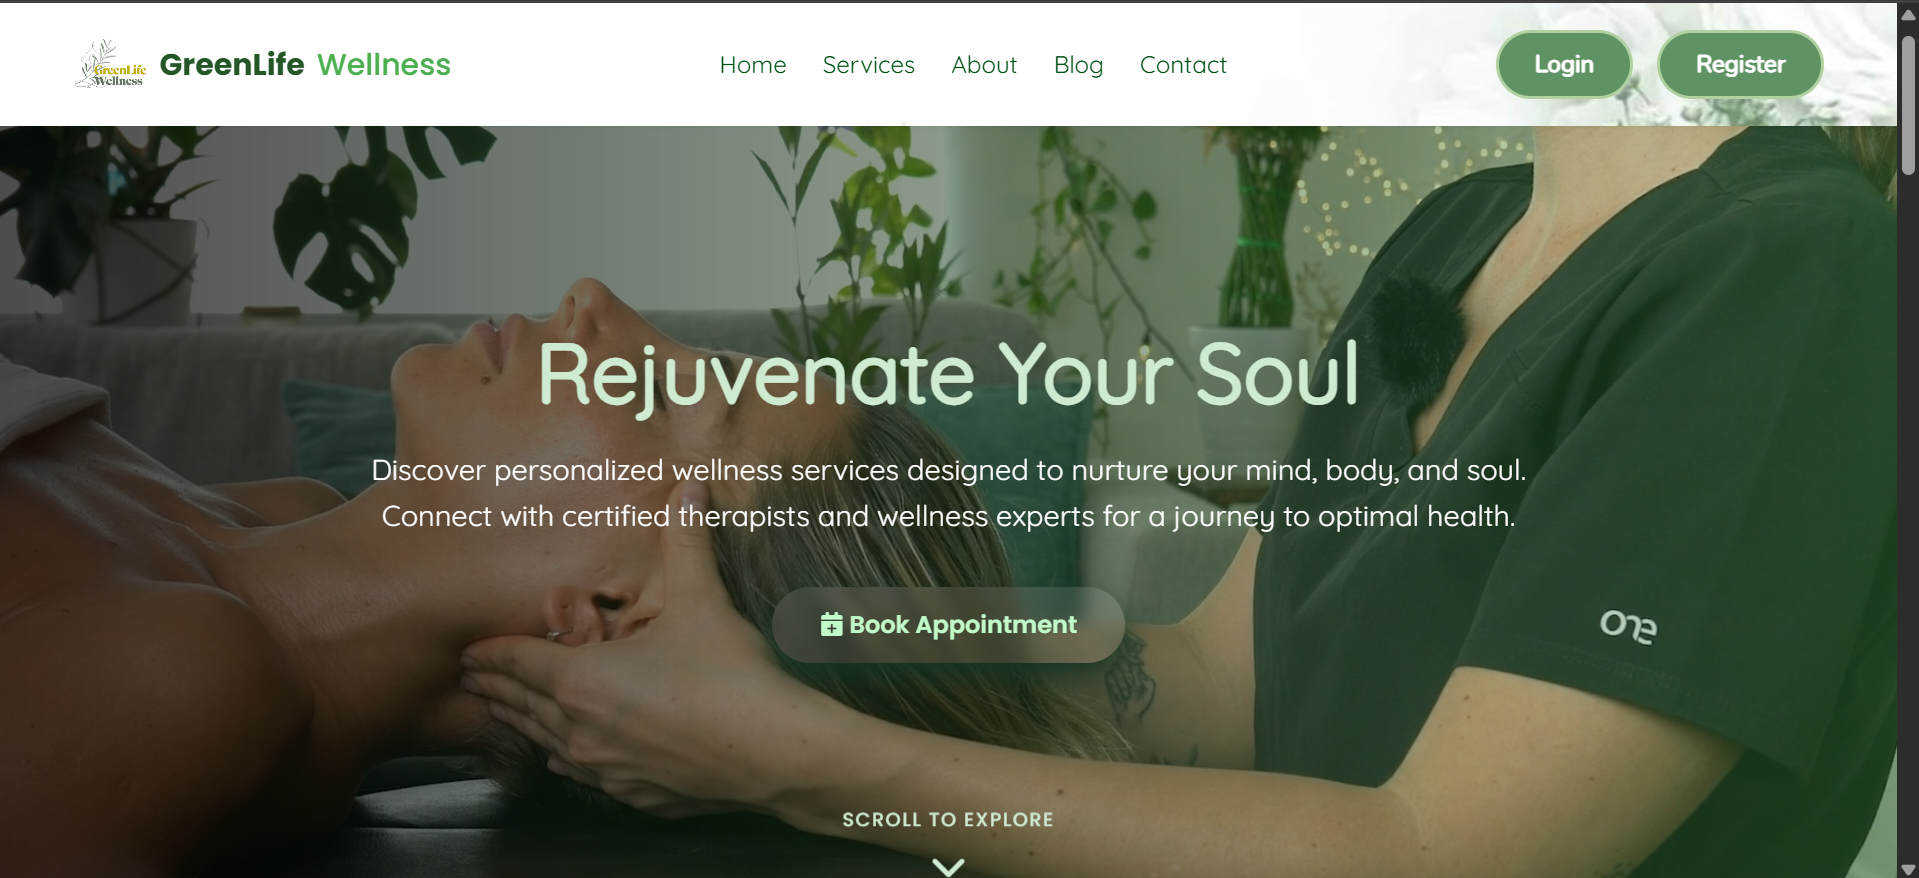 GreenLife
Wellness
GreenLife Wellness
Home
Services
About
Blog
Contact
Login
Register
Rejuvenate Your Soul
Discover personalized wellness services designed to nurture your mind, body, and soul.
Connect with certified therapists and wellness experts for a journey to optimal health.
Book Appointment
one
SCROLL TO EXPLORE